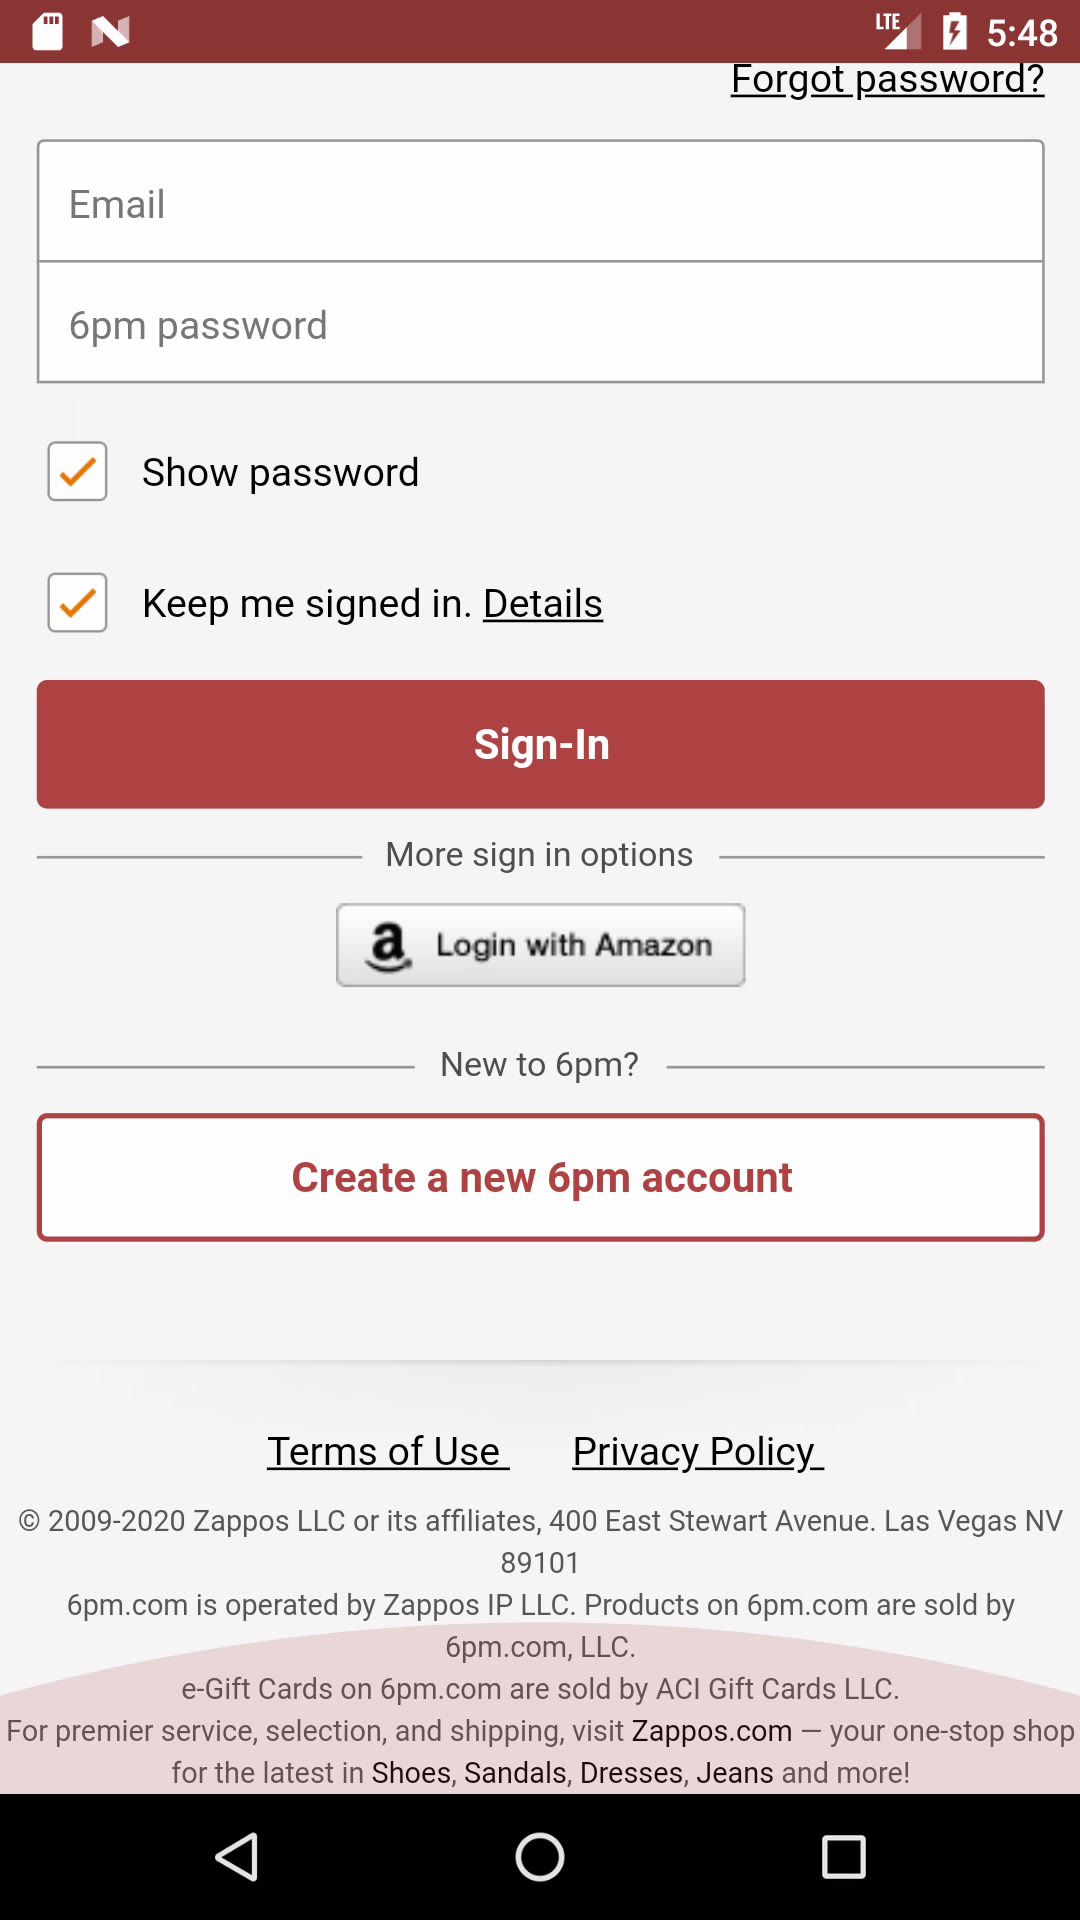 LTE 5:48
Forgot password?
Email
6pm password
Show password
Keep me signed in. Details
Sign-In
More sign in options
a Login with Amazon
New to 6pm?
Create a new 6pm account
Terms of Use Privacy Policy
© 2009-2020 Zappos LLC or its affiliates, 400 East Stewart Avenue. Las Vegas NV
89101
6pm.com is operated by Zappos IP LLC. Products on 6pm.com are sold by
6pm.com, LLC.
e-Gift Cards on 6pm.com are sold by ACI Gift Cards LLC.
For premier service, selection, and shipping, visit Zappos.com — your one-stop shop
for the latest in Shoes, Sandals, Dresses, Jeans and more!